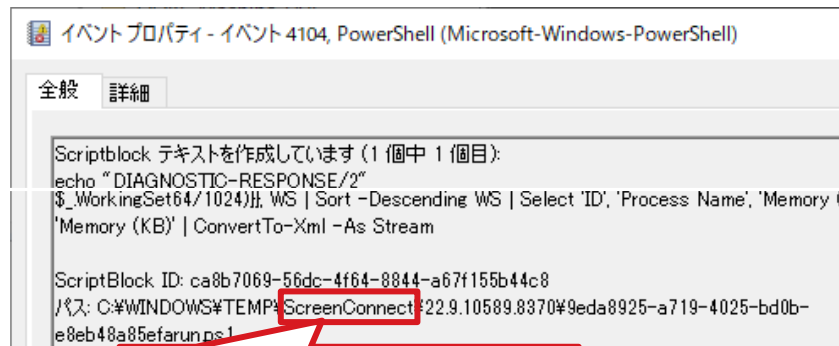 イベント プロパティ - イベント 4104, PowerShell (Microsoft-Windows-PowerShell)
全般 詳細
Scriptblock テキストを作成しています (1 個中 1 個目):
echo "DIAGNOSTIC-RESPONSE/2"
$_.WorkingSet64/1024)}}, WS | Sort -Descending WS | Select 'ID', 'Process Name', 'Memory
'Memory (KB)' | ConvertTo-Xml -As Stream
ScriptBlock ID: ca8b7069-56dc-4f64-8844-a67f155b44c8
パス: C:¥WINDOWS¥TEMP¥ScreenConnect¥22.9.10589.8370¥9eda8925-a719-4025-bd0b-
e8eb48a85efarun.ps1